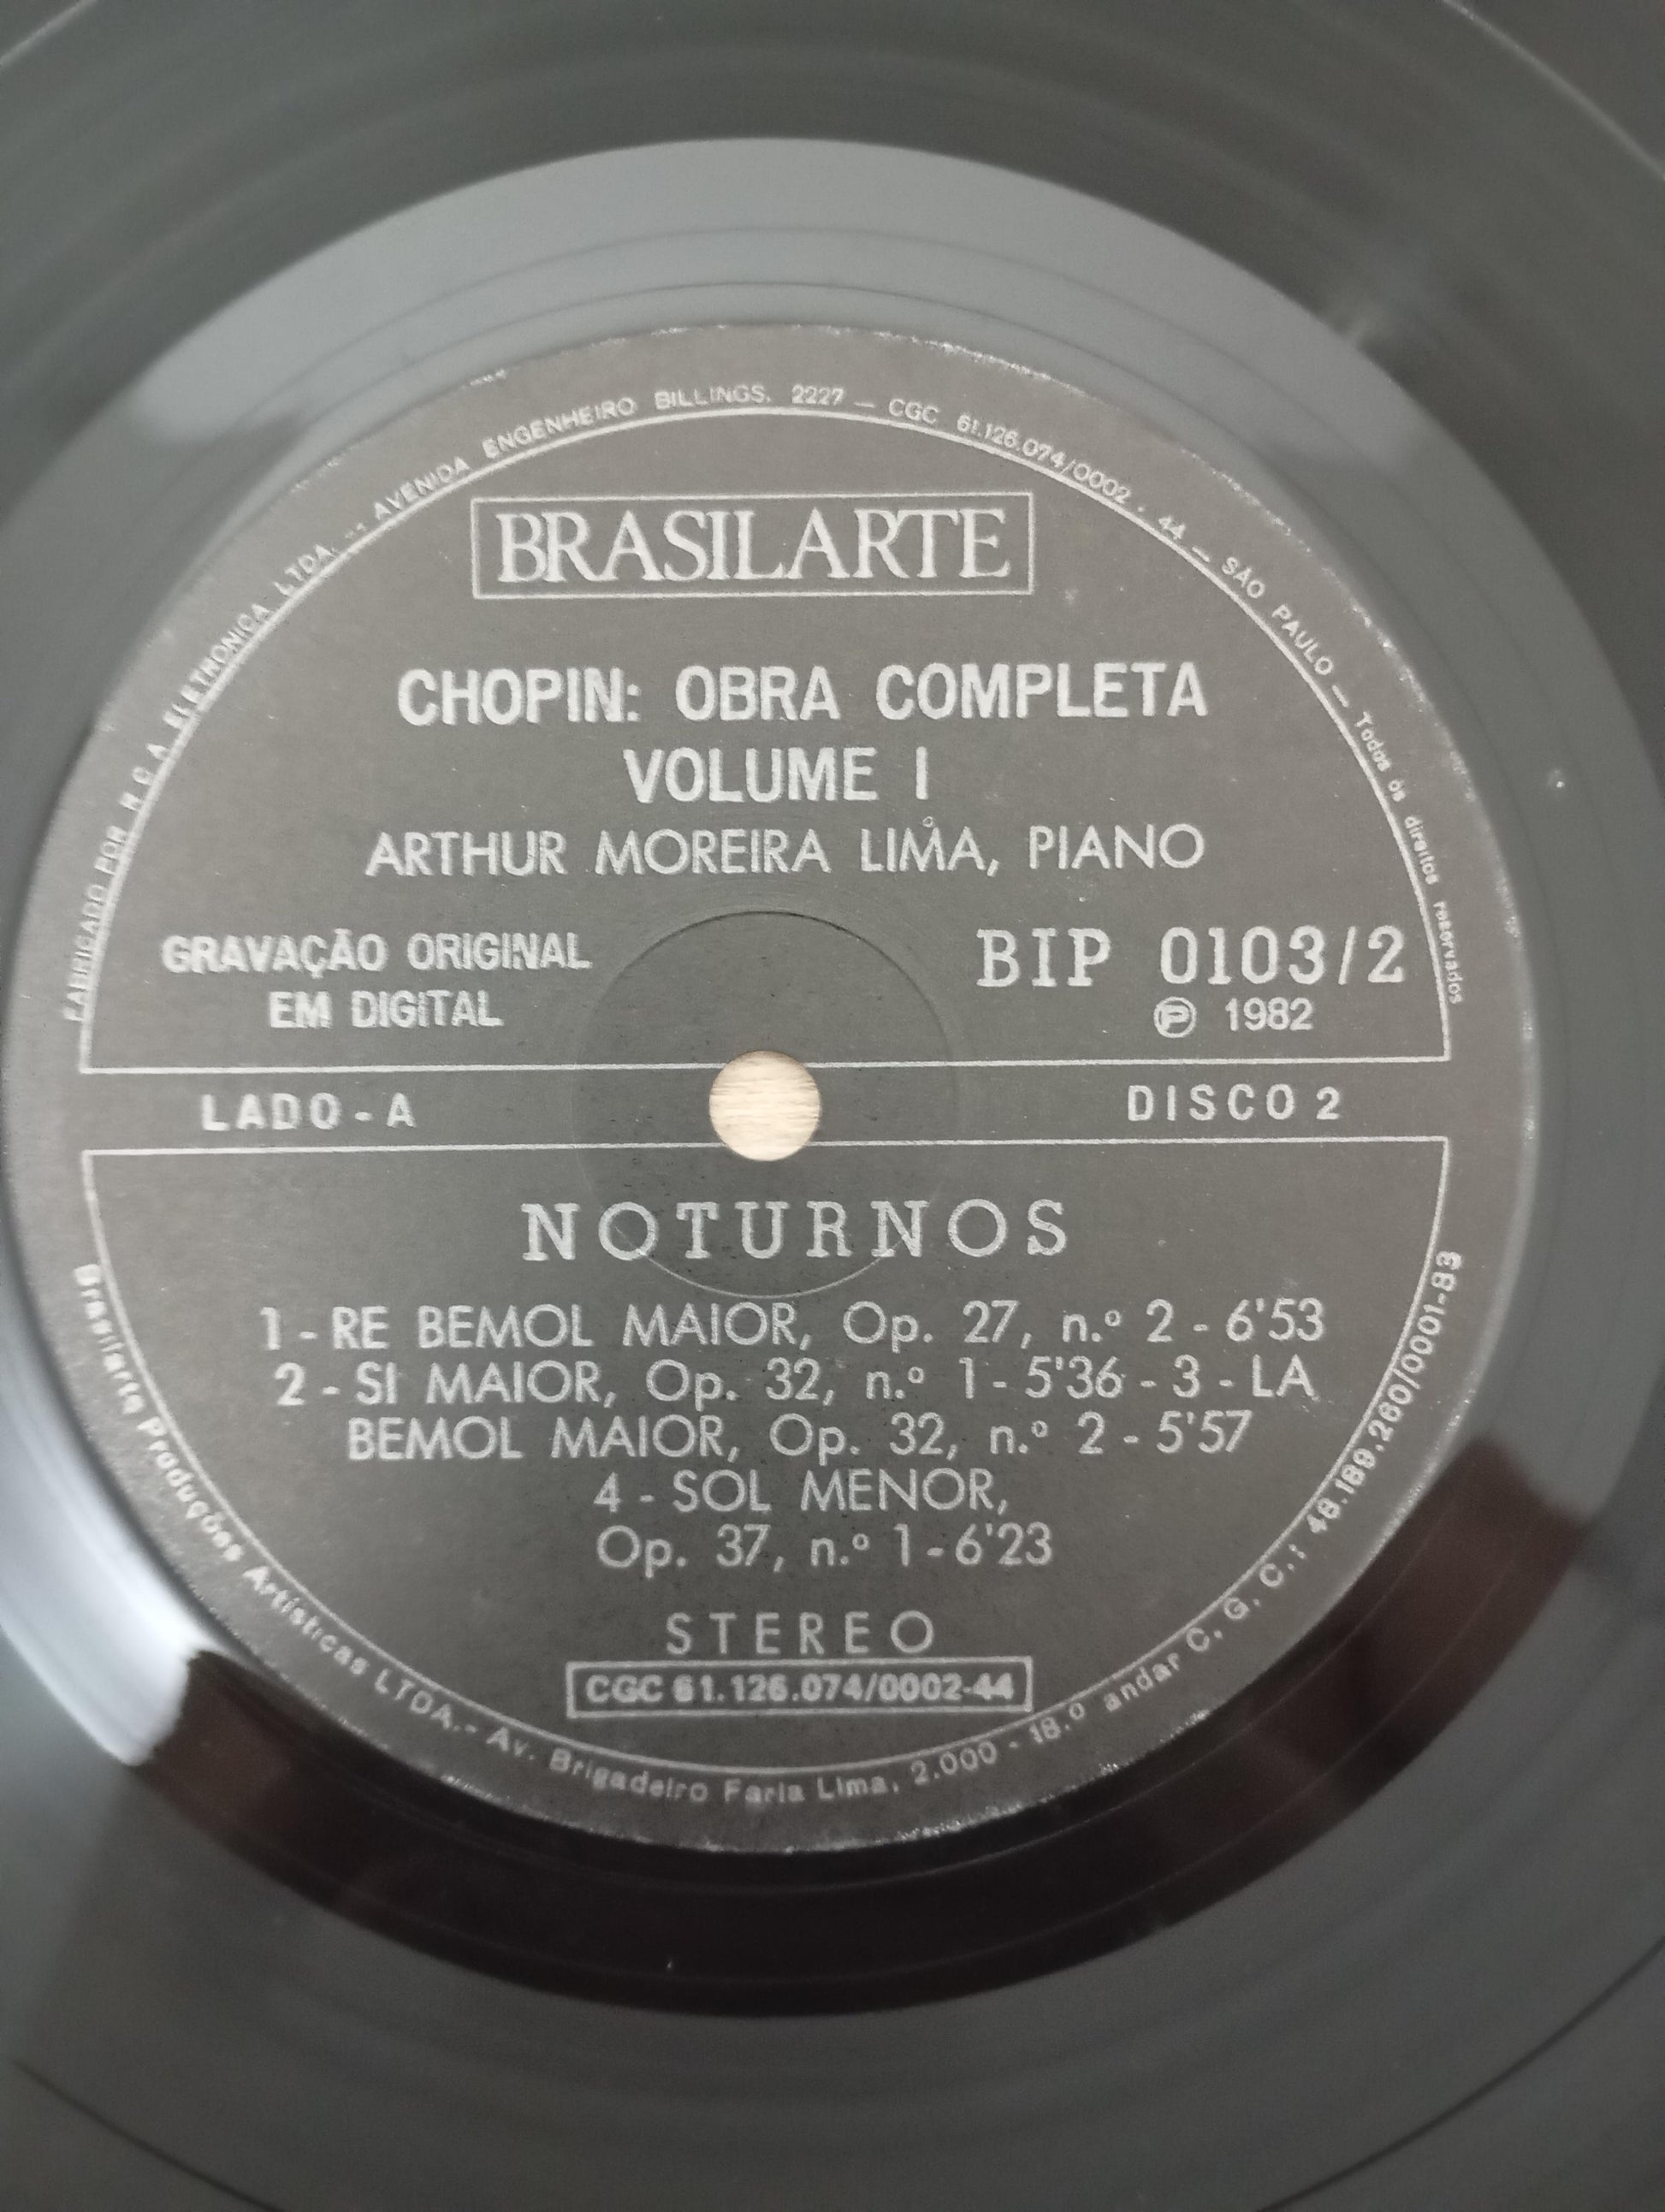 FABRICADO POR R C A ELETRONICA LTDA. -- AVENIDA ENGENHEIRO BILLINGS, 2227 — CGC 61.126.074/0002 . 44 — SÃO PAULO — Todos ós direitos reservados
BRASILARTE
CHOPIN: OBRA COMPLETA
VOLUME I
ARTHUR MOREIRA LIMA, PIANO
GRAVAÇÃO ORIGINAL
EM DIGITAL
BIP 0103/2
℗ 1982
LADO - A
DISCO 2
NOTURNOS
1 - RE BEMOL MAIOR, Op. 27, n.º 2 - 6'53
2 - SI MAIOR, Op. 32, n.º 1 - 5'36 - 3 - LA
BEMOL MAIOR, Op. 32, n.º 2 - 5'57
4 - SOL MENOR,
Op. 37, n.º 1 - 6'23
STEREO
CGC 61.126.074/0002-44
Brasilarte Produções Artísticas LTDA.- Av. Brigadeiro Faria Lima, 2.000 - 18.º andar C. G. C.: 48.189.260/0001-83